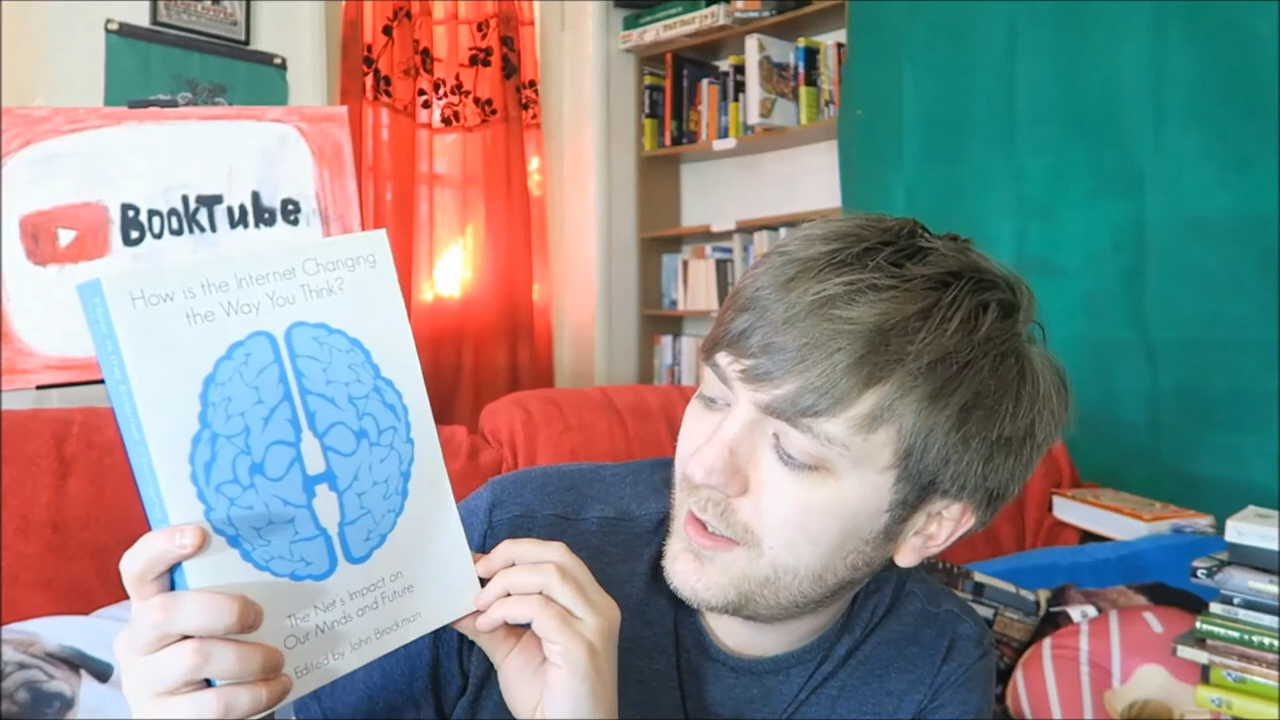 BookTube
How is the Internet Changing
the Way You Think?
The Net's Impact on
Our Minds and Future
Edited by John Brockman